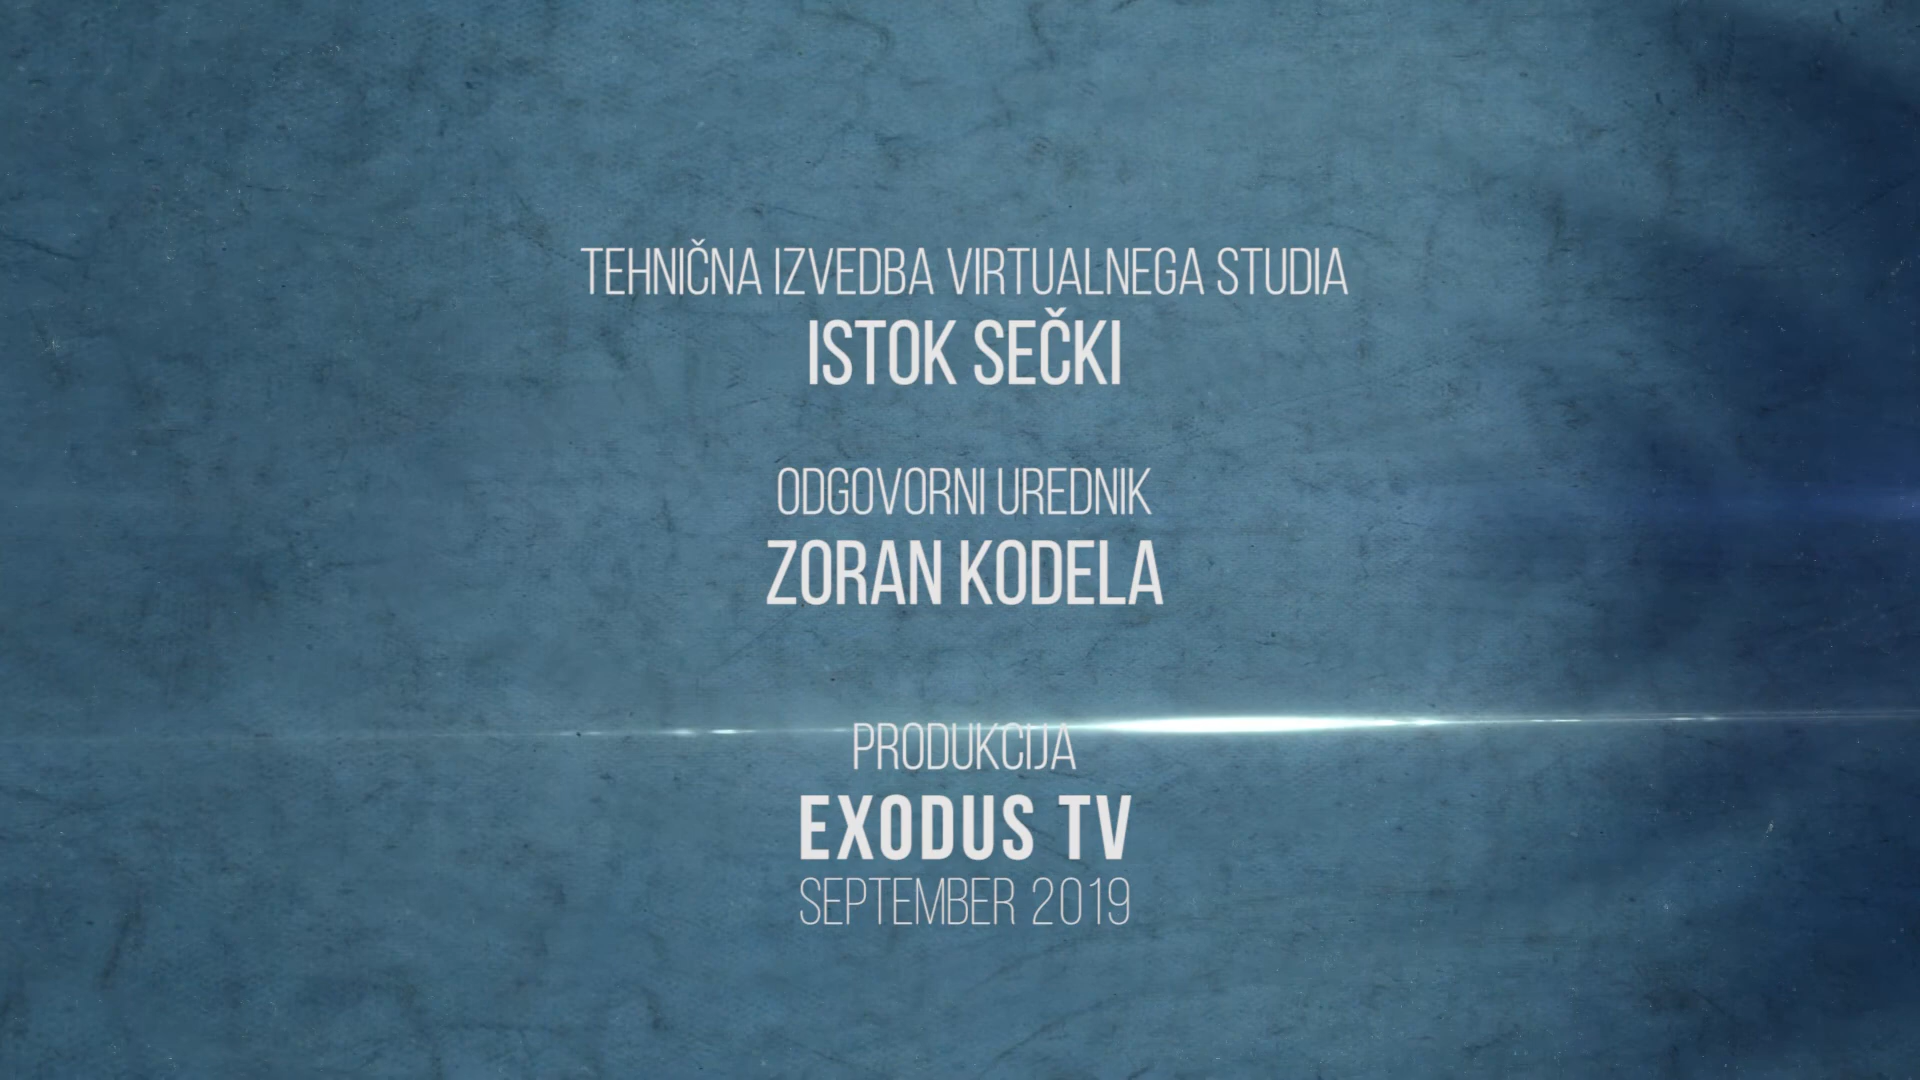 TEHNIČNA IZVEDBA VIRTUALNEGA STUDIA
ISTOK SEČKI
ODGOVORNI UREDNIK
ZORAN KODELA
PRODUKCIJA
EXODUS TV
SEPTEMBER 2019